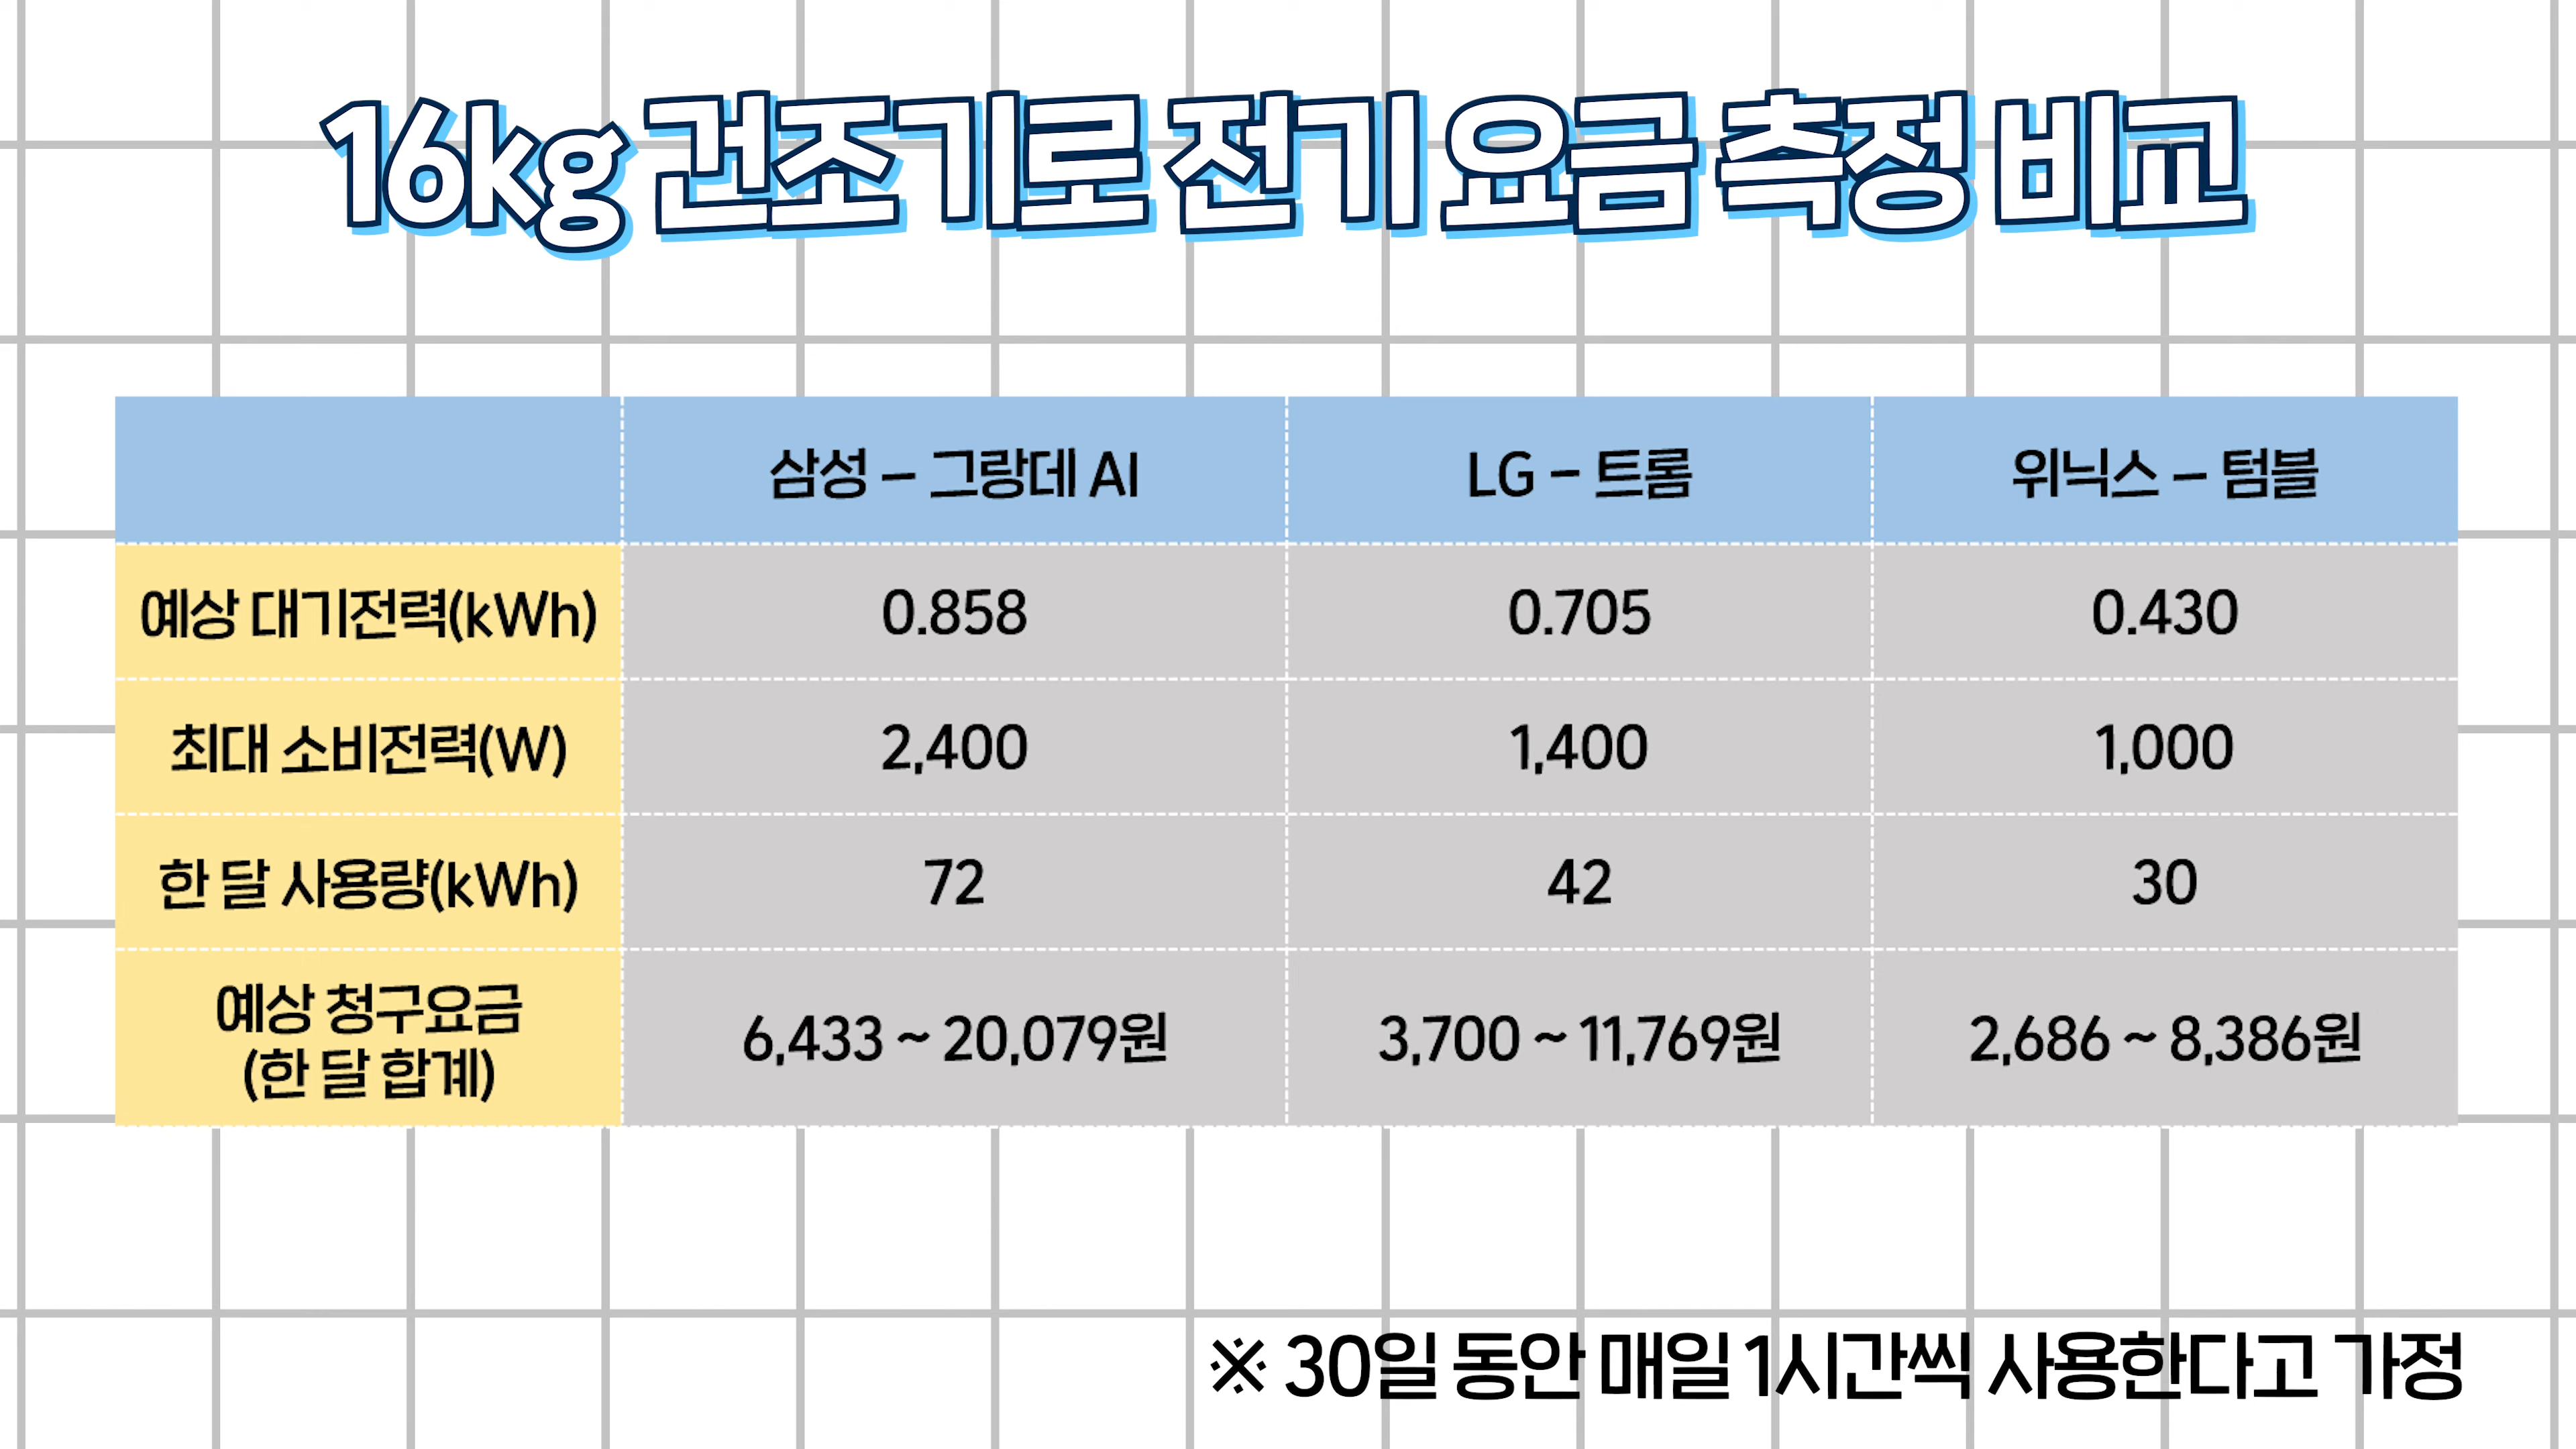 16kg 건조기로 전기 요금 측정 비교
삼성 – 그랑데 AI
LG – 트롬
위닉스 – 텀블
예상 대기전력(kWh)
0.858
0.705
0.430
최대 소비전력(W)
2,400
1,400
1,000
한 달 사용량(kWh)
72
42
30
예상 청구요금
(한 달 합계)
6,433 ~ 20,079원
3,700 ~ 11,769원
2,686 ~ 8,386원
※ 30일 동안 매일 1시간씩 사용한다고 가정